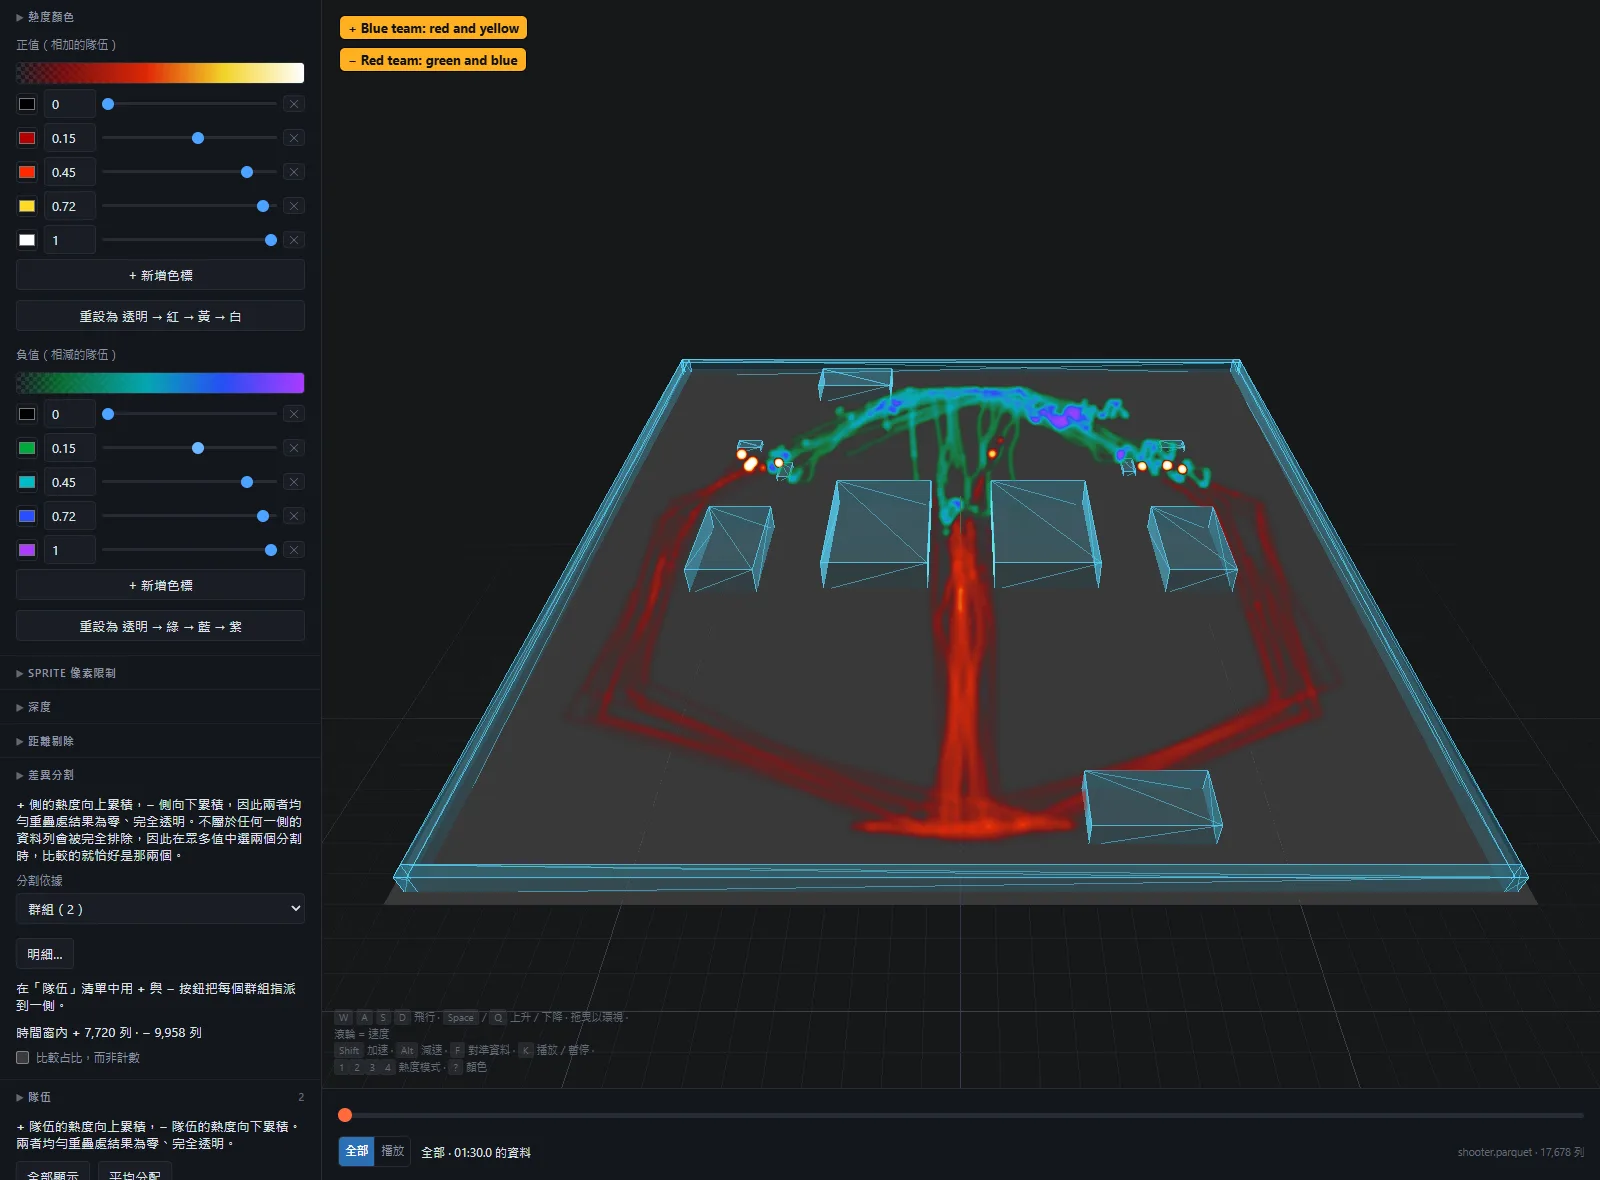 熱度顏色
正值（相加的隊伍）
0
0.15
0.45
0.72
1
+ 新增色標
重設為 透明 → 紅 → 黃 → 白
負值（相減的隊伍）
0
0.15
0.45
0.72
1
+ 新增色標
重設為 透明 → 綠 → 藍 → 紫
SPRITE 像素限制
深度
距離剔除
差異分割
+ 側的熱度向上累積，− 側向下累積，因此兩者均
勻重疊處結果為零、完全透明。不屬於任何一側的
資料列會被完全排除，因此在眾多值中選兩個分割
時，比較的就恰好是那兩個。
分割依據
群組（2）
明細...
在「隊伍」清單中用 + 與 − 按鈕把每個群組指派
到一側。
時間窗內 + 7,720 列 · − 9,958 列
比較占比，而非計數
隊伍 2
+ 隊伍的熱度向上累積，− 隊伍的熱度向下累積。
兩者均勻重疊處結果為零、完全透明。
全部顯示 平均分配
+ Blue team: red and yellow
− Red team: green and blue
W A S D 飛行 · Space / Q 上升 / 下降 · 拖曳以環視 ·
滾輪 = 速度
Shift 加速 · Alt 減速 · F 對準資料 · K 播放 / 暫停 ·
1 2 3 4 熱度模式 · ? 顏色
全部 播放 全部 · 01:30.0 的資料
shooter.parquet · 17,678 列